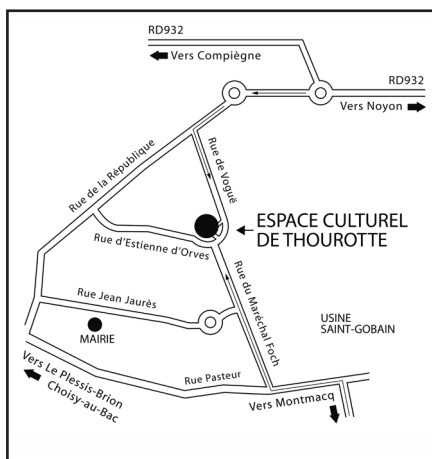 RD932
Vers Compiègne
RD932
Vers Noyon
Rue de la République
Rue de Voguë
ESPACE CULTUREL
DE THOUROTTE
Rue d'Estienne d'Orves
Rue du Maréchal Foch
Rue Jean Jaurès
MAIRIE
USINE
SAINT-GOBAIN
Rue Pasteur
Vers Le Plessis-Brion
Choisy-au-Bac
Vers Montmacq